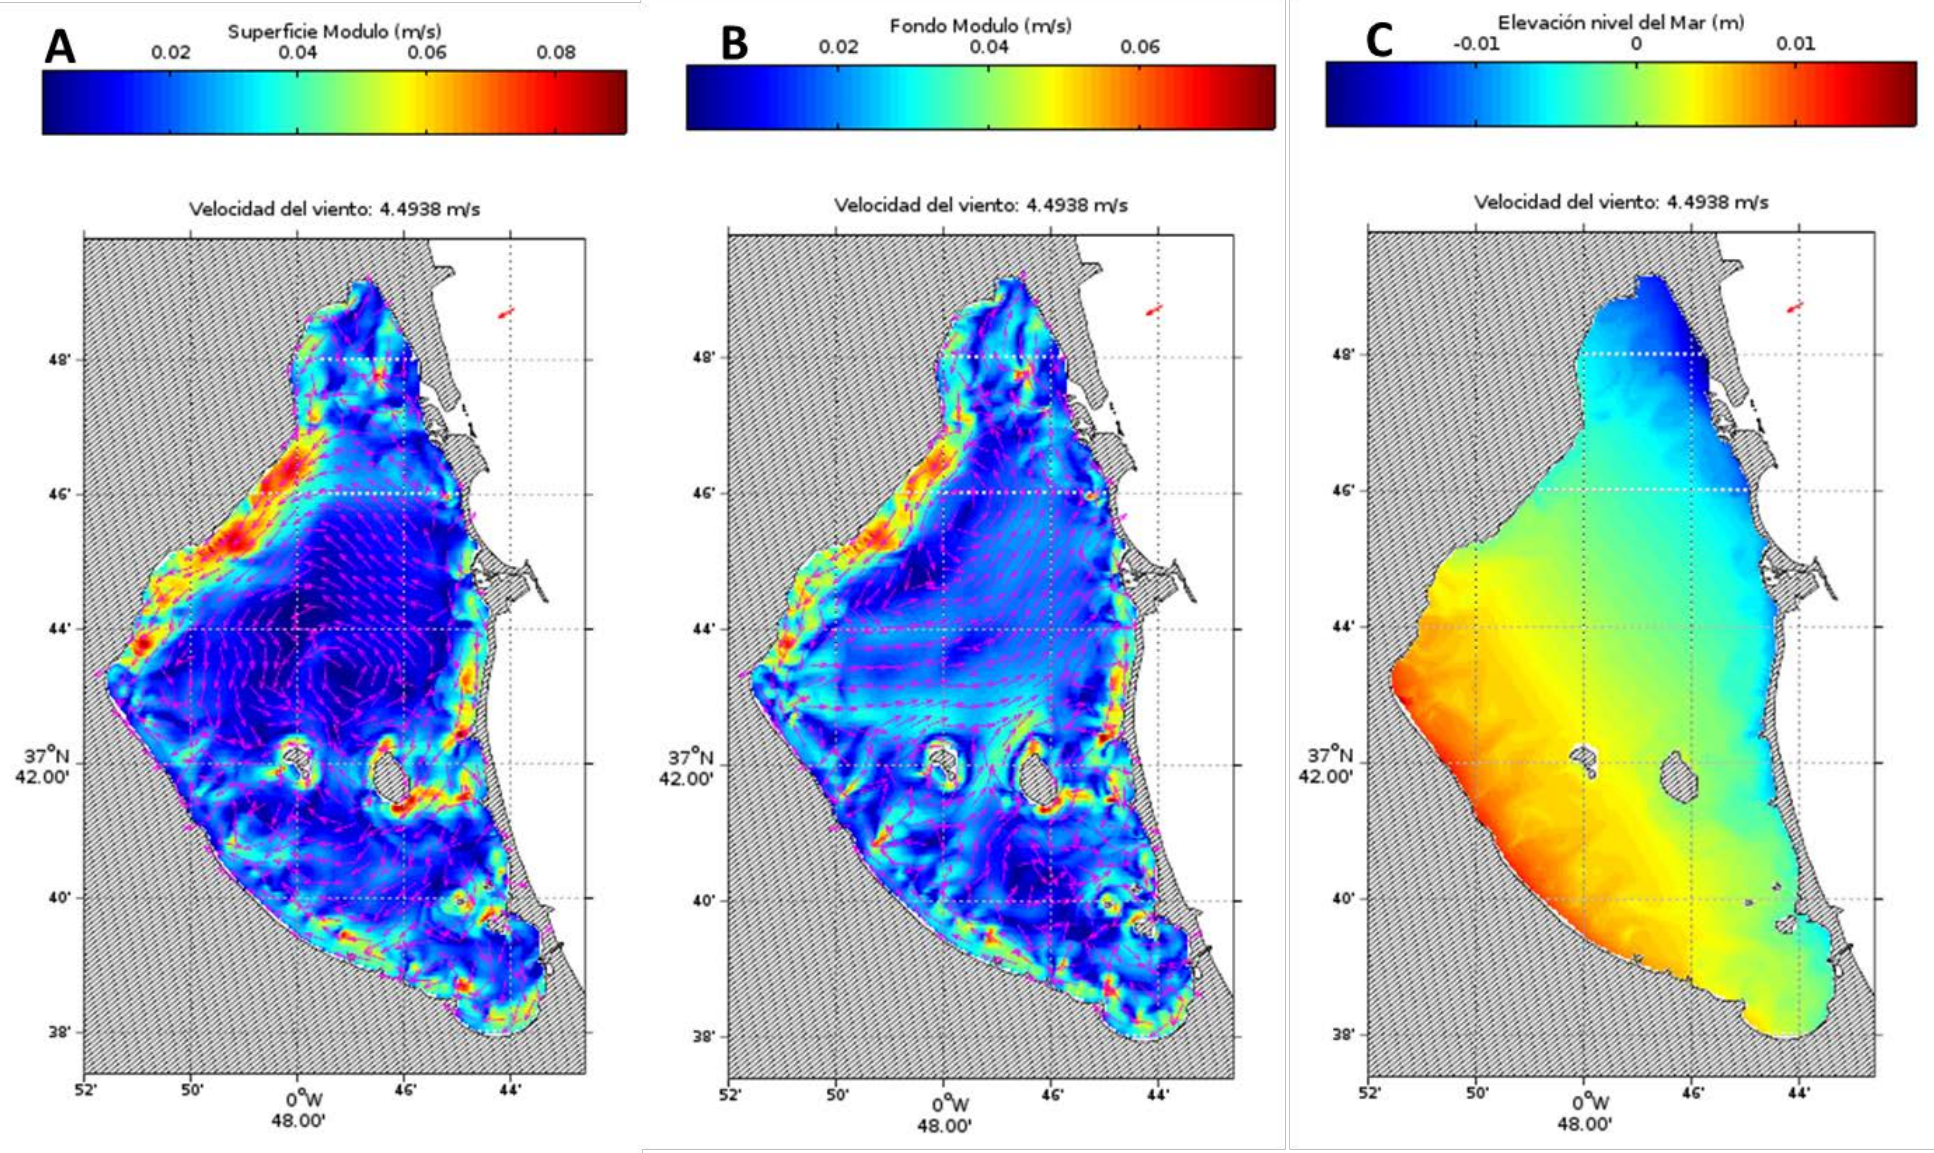 A
Superficie Modulo (m/s)
0.02 0.04 0.06 0.08
Velocidad del viento: 4.4938 m/s
48'
46'
44'
37°N
42.00'
40'
38'
52' 50' 46' 44'
0°W
48.00'
B
Fondo Modulo (m/s)
0.02 0.04 0.06
Velocidad del viento: 4.4938 m/s
48'
46'
44'
37°N
42.00'
40'
38'
52' 50' 46' 44'
0°W
48.00'
C
Elevación nivel del Mar (m)
-0.01 0 0.01
Velocidad del viento: 4.4938 m/s
48'
46'
44'
37°N
42.00'
40'
38'
52' 50' 46' 44'
0°W
48.00'